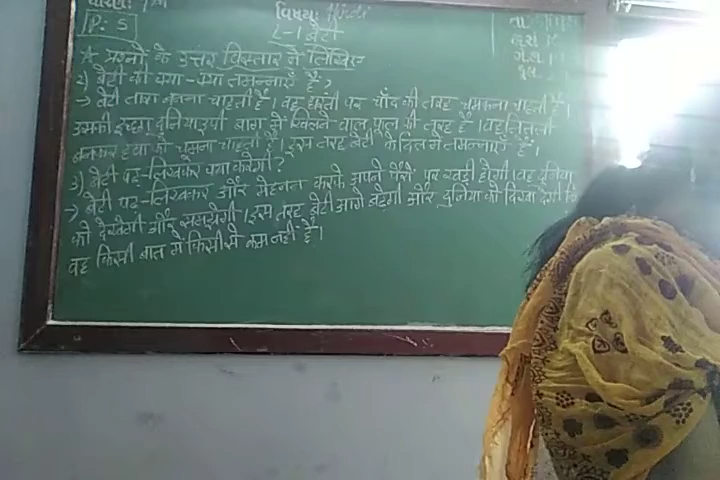 विषय: Hindi
P: 5
L-1 बेटी
★ प्रश्नों के उत्तर विस्तार में लिखिए-
2) बेटी की क्या-क्या तमन्नाएँ हैं?
→ बेटी तारा बनना चाहती है। वह धरती पर चाँद की तरह चमकना चाहती है।
उसकी इच्छा दुनियारुपी बाग में खिलने वाले फूल की तरह है। वह तितली
बनकर हवा को चूमना चाहती है। इस तरह बेटी के दिल में तमन्नाएँ हैं।
3) बेटी पढ़-लिखकर क्या करेगी?
→ बेटी पढ़-लिखकर और मेहनत करके अपने पैरों पर खड़ी होगी। वह दुनिया
को देखेगी और समझेगी। इस तरह बेटी आगे बढ़ेगी और दुनिया को दिखा देगी कि
वह किसी बात में किसीसे कम नहीं है।